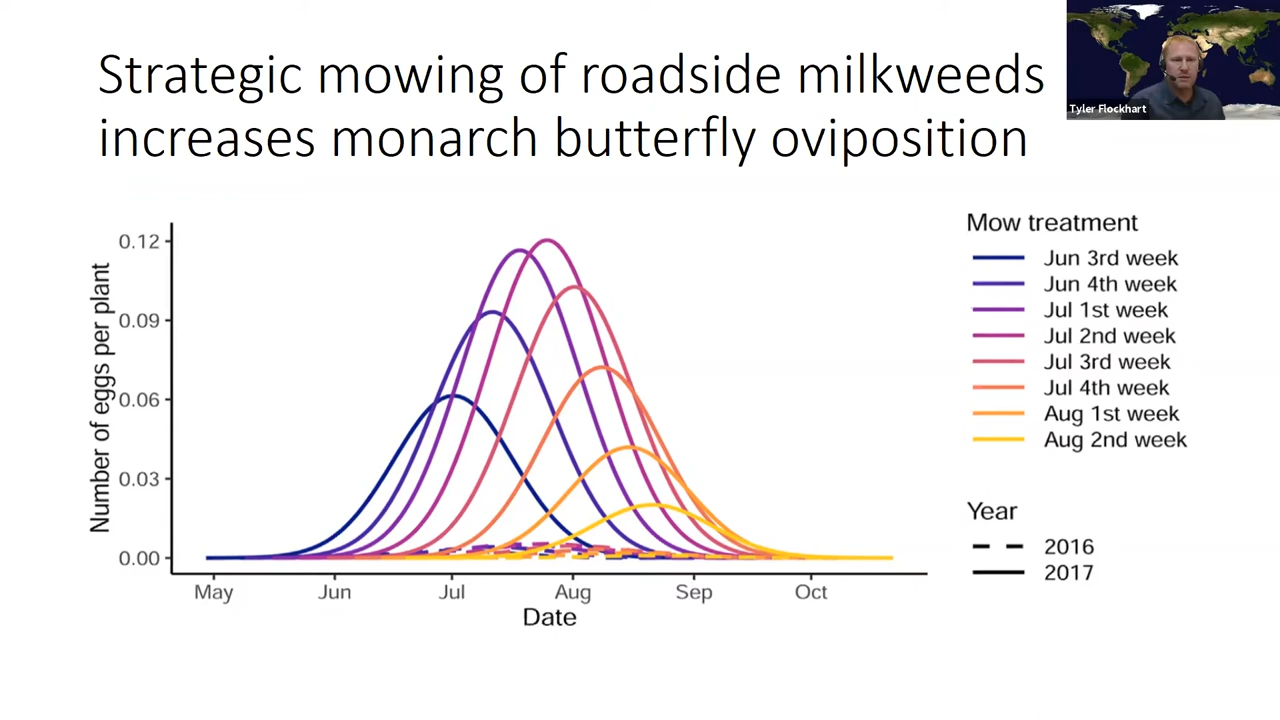 Strategic mowing of roadside milkweeds
increases monarch butterfly oviposition
Tyler Flockhart
Number of eggs per plant
0.12
0.09
0.06
0.03
0.00
May
Jun
Jul
Aug
Sep
Oct
Date
Mow treatment
Jun 3rd week
Jun 4th week
Jul 1st week
Jul 2nd week
Jul 3rd week
Jul 4th week
Aug 1st week
Aug 2nd week
Year
2016
2017